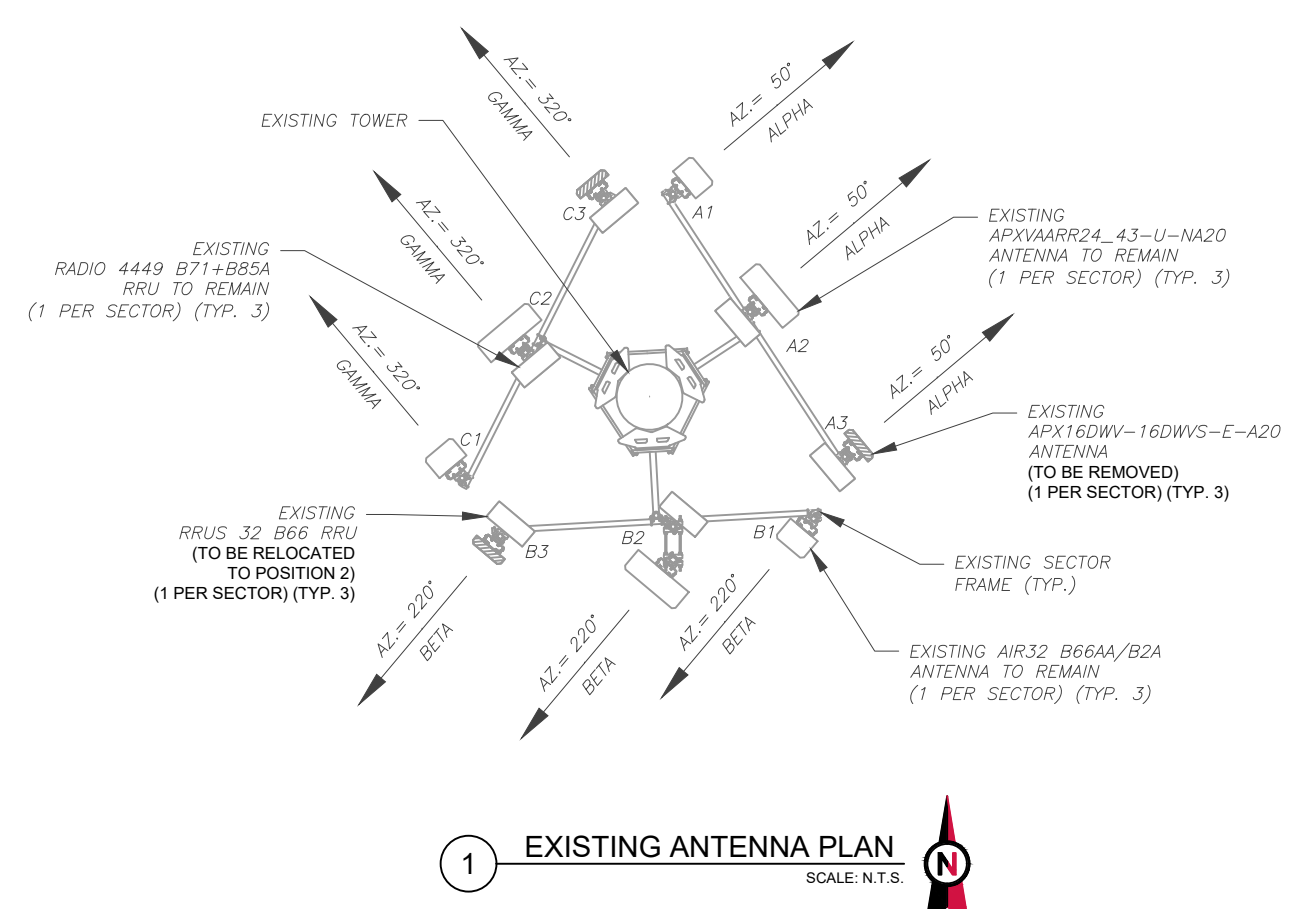 AZ.= 320°
GAMMA
AZ.= 50°
ALPHA
EXISTING TOWER
C3
A1
AZ.= 320°
GAMMA
AZ.= 50°
ALPHA
EXISTING
APXVAARR24_43-U-NA20
ANTENNA TO REMAIN
(1 PER SECTOR) (TYP. 3)
EXISTING
RADIO 4449 B71+B85A
RRU TO REMAIN
(1 PER SECTOR) (TYP. 3)
C2
A2
AZ.= 320°
GAMMA
AZ.= 50°
ALPHA
C1
A3
EXISTING
APX16DWV-16DWVS-E-A20
ANTENNA
(TO BE REMOVED)
(1 PER SECTOR) (TYP. 3)
EXISTING
RRUS 32 B66 RRU
(TO BE RELOCATED
TO POSITION 2)
(1 PER SECTOR) (TYP. 3)
B3
B2
B1
EXISTING SECTOR
FRAME (TYP.)
AZ.= 220°
BETA
AZ.= 220°
BETA
AZ.= 220°
BETA
EXISTING AIR32 B66AA/B2A
ANTENNA TO REMAIN
(1 PER SECTOR) (TYP. 3)
1
EXISTING ANTENNA PLAN
SCALE: N.T.S.
N